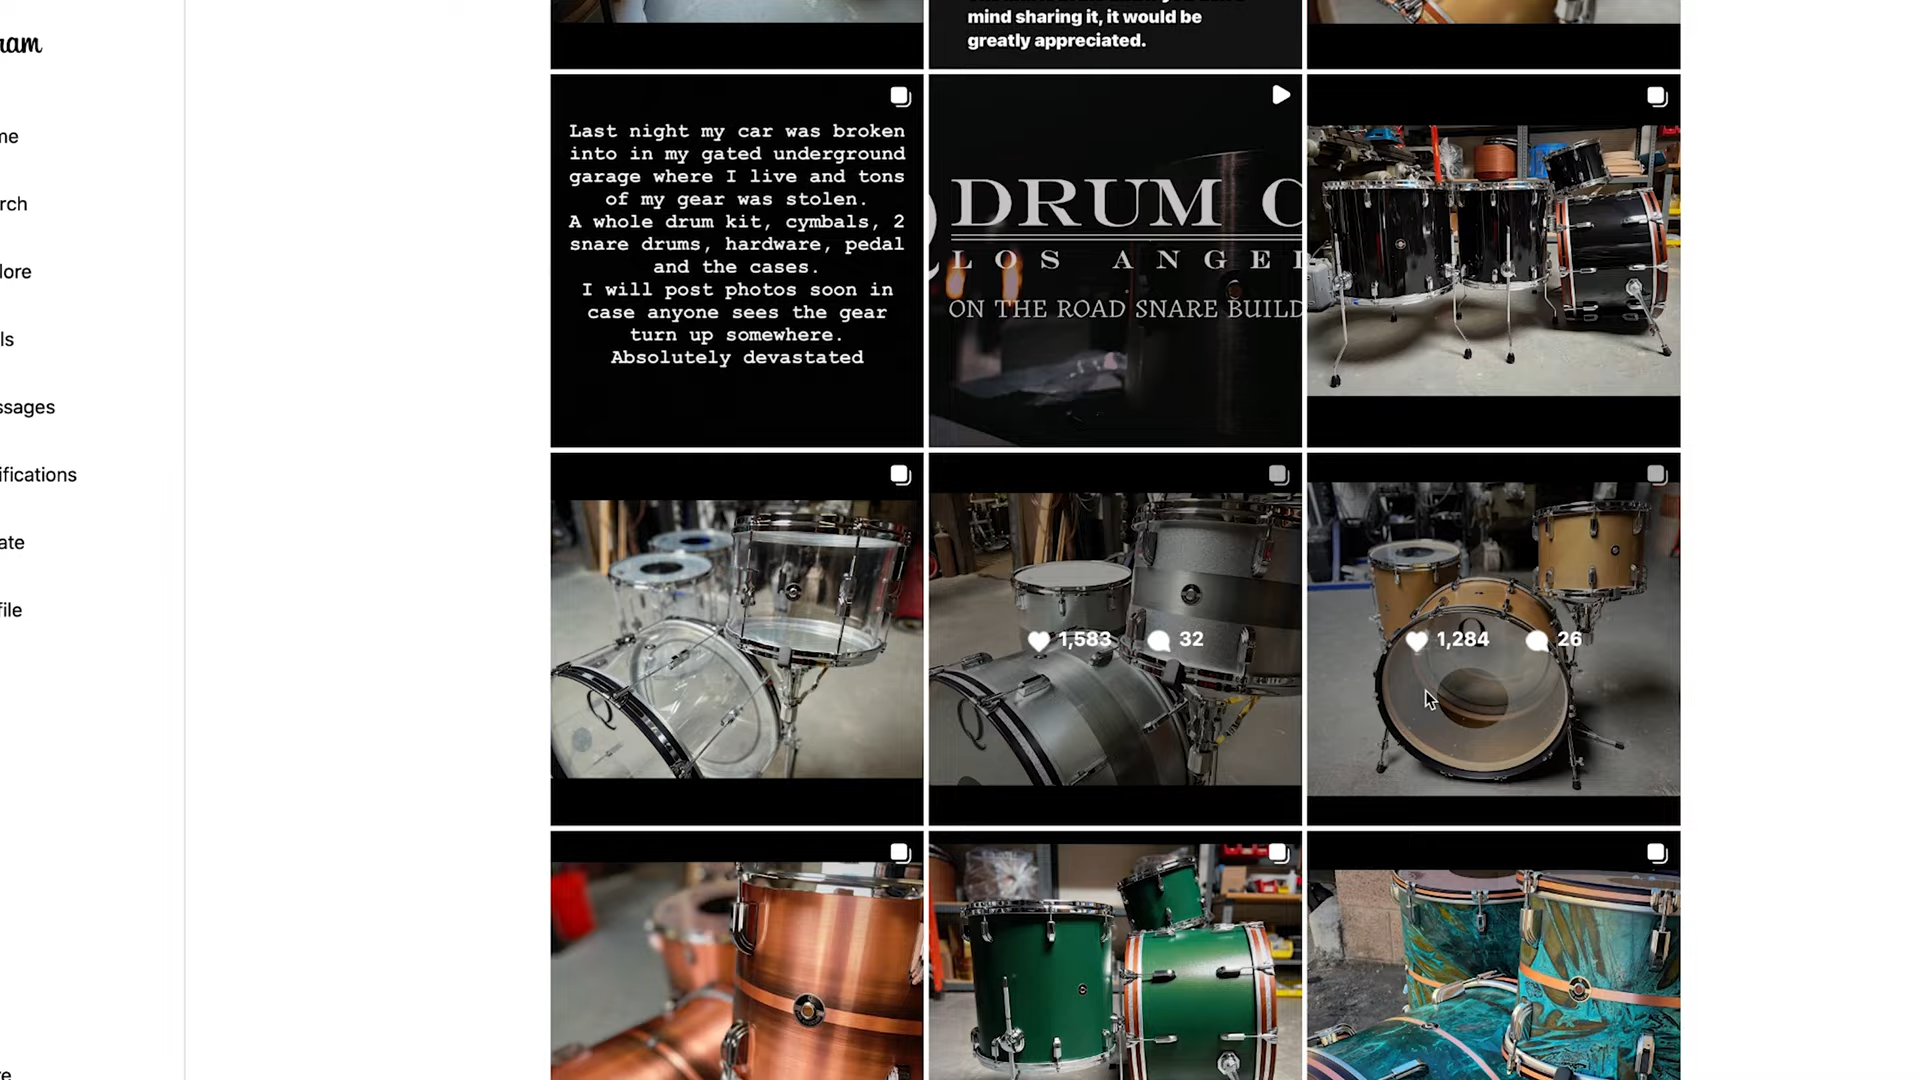 ram
me
rch
lore
ls
ssages
ifications
ate
file
re
mind sharing it, it would be
greatly appreciated.
Last night my car was broken
into in my gated underground
garage where I live and tons
of my gear was stolen.
A whole drum kit, cymbals, 2
snare drums, hardware, pedal
and the cases.
I will post photos soon in
case anyone sees the gear
turn up somewhere.
Absolutely devastated
Q DRUM C
LOS ANGEL
ON THE ROAD SNARE BUILD
Q
Q
1,583 32
Q
1,284 26